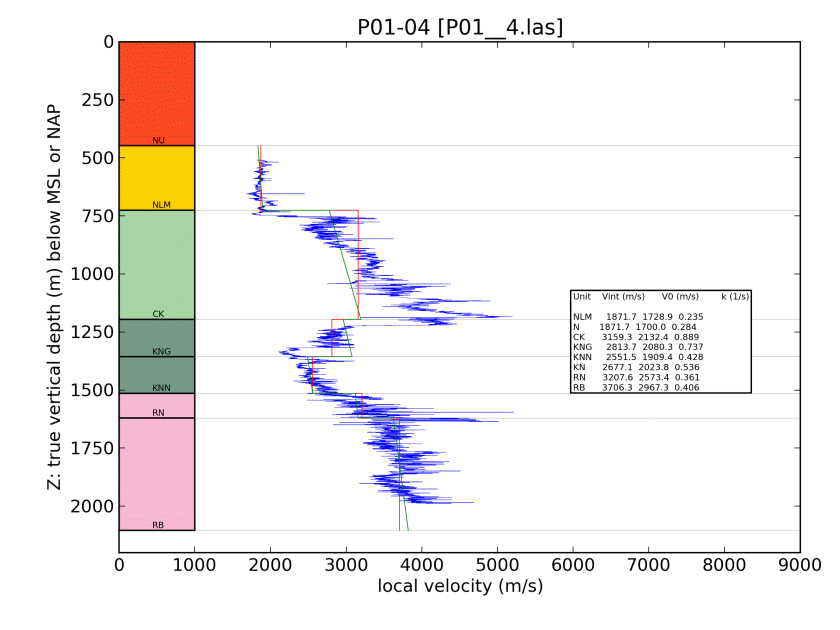 P01-04 [P01__4.las]
0
250
500
750
1000
1250
1500
1750
2000
Z: true vertical depth (m) below MSL or NAP
NU
NLM
CK
KNG
KNN
RN
RB
Unit Vint (m/s) V0 (m/s) k (1/s)
NLM 1871.7 1728.9 0.235
N 1871.7 1700.0 0.284
CK 3159.3 2132.4 0.889
KNG 2813.7 2080.3 0.737
KNN 2551.5 1909.4 0.428
KN 2677.1 2023.8 0.536
RN 3207.6 2573.4 0.361
RB 3706.3 2967.3 0.406
0 1000 2000 3000 4000 5000 6000 7000 8000 9000
local velocity (m/s)